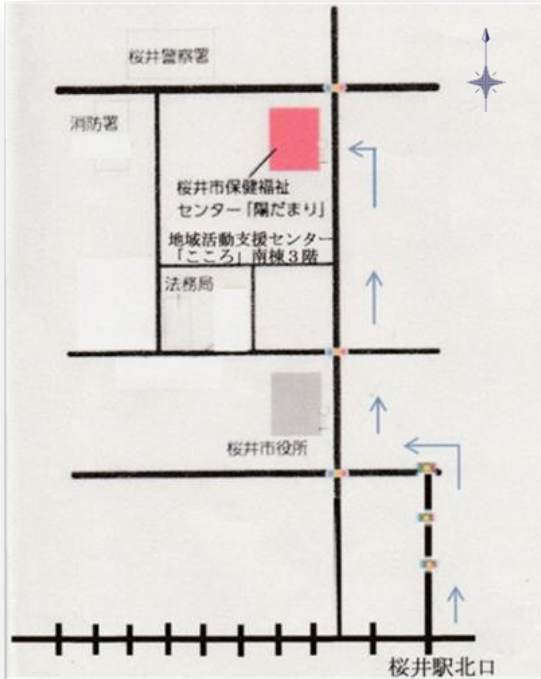 桜井警察署
消防署
桜井市保健福祉
センター「陽だまり」
地域活動支援センター
「こころ」南棟3階
法務局
桜井市役所
桜井駅北口